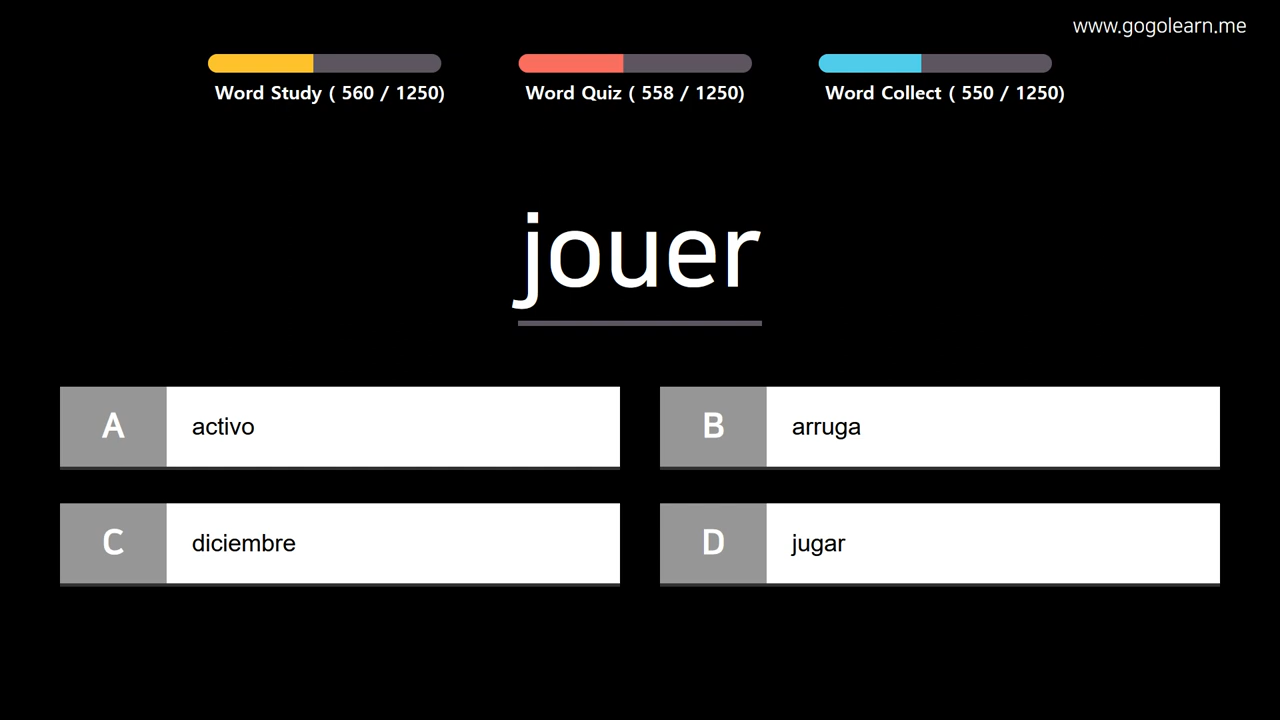 www.gogolearn.me
Word Study ( 560 / 1250)
Word Quiz ( 558 / 1250)
Word Collect ( 550 / 1250)
jouer
A activo
B arruga
C diciembre
D jugar